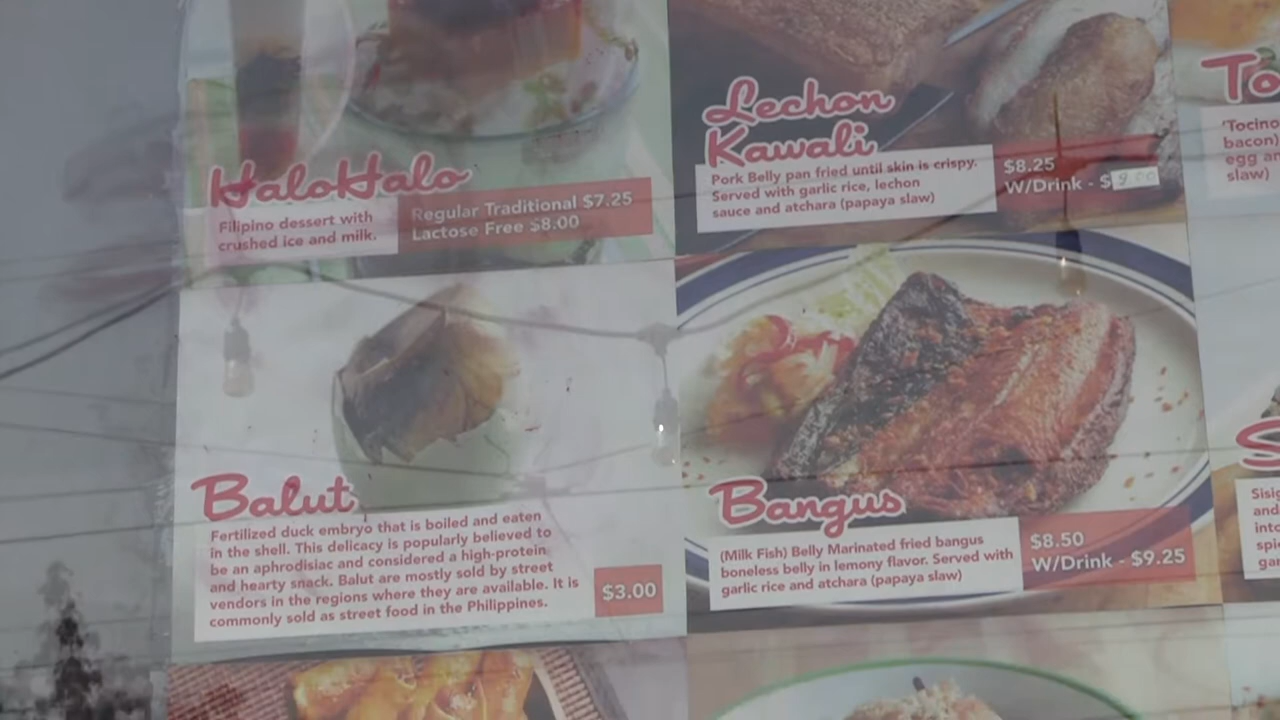 HaloHalo
Filipino dessert with
crushed ice and milk.
Regular Traditional $7.25
Lactose Free $8.00
Lechon
Kawali
Pork Belly pan fried until skin is crispy.
Served with garlic rice, lechon
sauce and atchara (papaya slaw)
$8.25
W/Drink - $9.00
To
'Tocino
bacon)
egg an
slaw)
Balut
Fertilized duck embryo that is boiled and eaten
in the shell. This delicacy is popularly believed to
be an aphrodisiac and considered a high-protein
and hearty snack. Balut are mostly sold by street
vendors in the regions where they are available. It is
commonly sold as street food in the Philippines.
$3.00
Bangus
(Milk Fish) Belly Marinated fried bangus
boneless belly in lemony flavor. Served with
garlic rice and atchara (papaya slaw)
$8.50
W/Drink - $9.25
S
Sisig
and
into
spic
gar